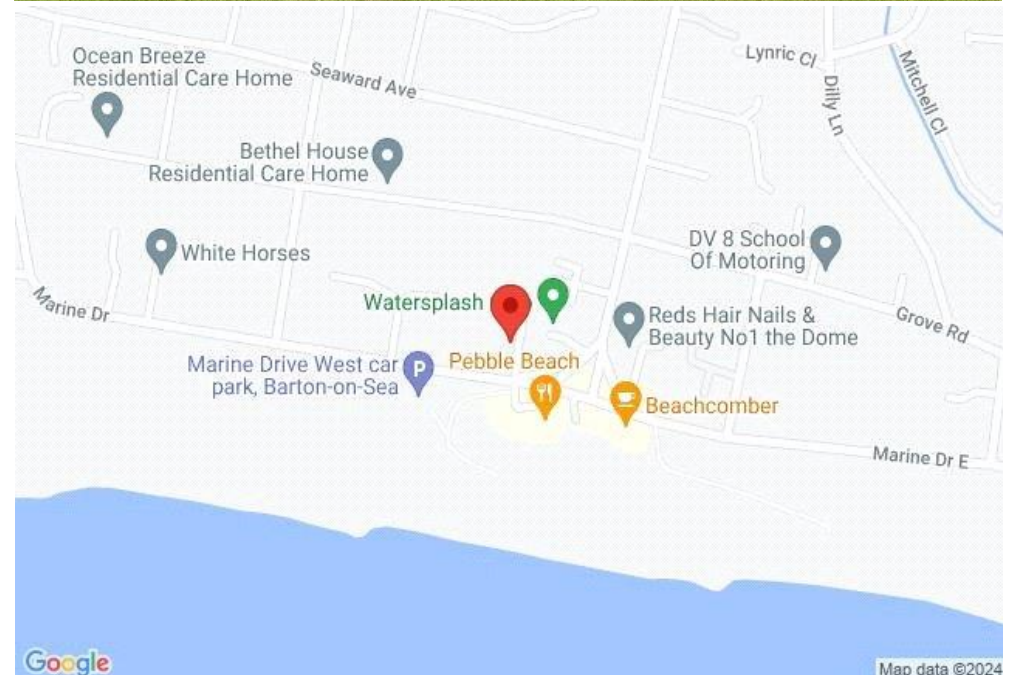 Ocean Breeze
Residential Care Home
Seaward Ave
Lynric Cl
Mitchell Cl
Dilly Ln
Bethel House
Residential Care Home
White Horses
DV 8 School
Of Motoring
Marine Dr
Watersplash
Reds Hair Nails &
Beauty No1 the Dome
Grove Rd
Marine Drive West car
park, Barton-on-Sea
P
Pebble Beach
Beachcomber
Marine Dr E
Google
Map data ©2024